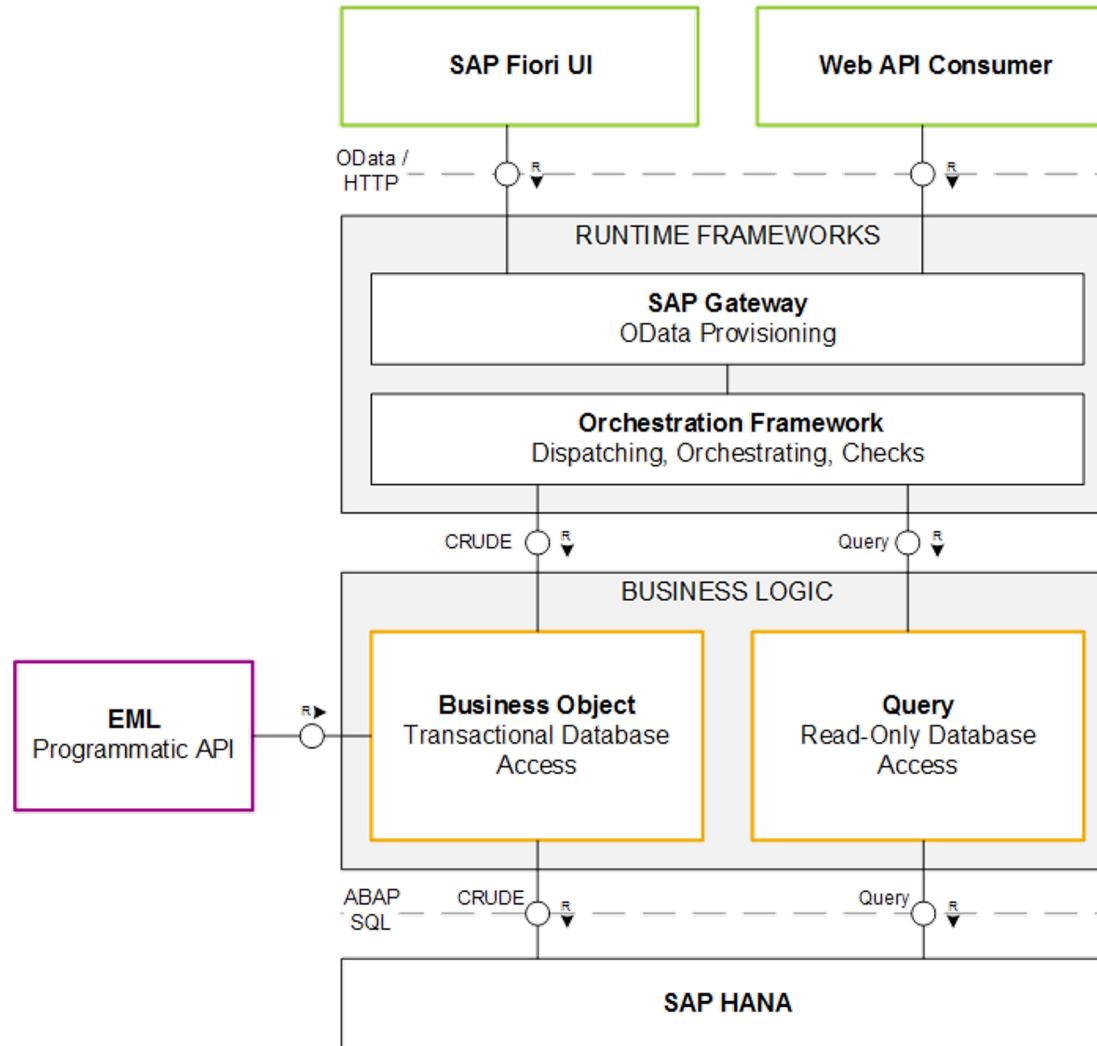 SAP Fiori UI
Web API Consumer
OData /
HTTP
R
R
RUNTIME FRAMEWORKS
SAP Gateway
OData Provisioning
Orchestration Framework
Dispatching, Orchestrating, Checks
CRUDE
R
Query
R
BUSINESS LOGIC
EML
Programmatic API
R
Business Object
Transactional Database
Access
Query
Read-Only Database
Access
ABAP
SQL
CRUDE
R
Query
R
SAP HANA